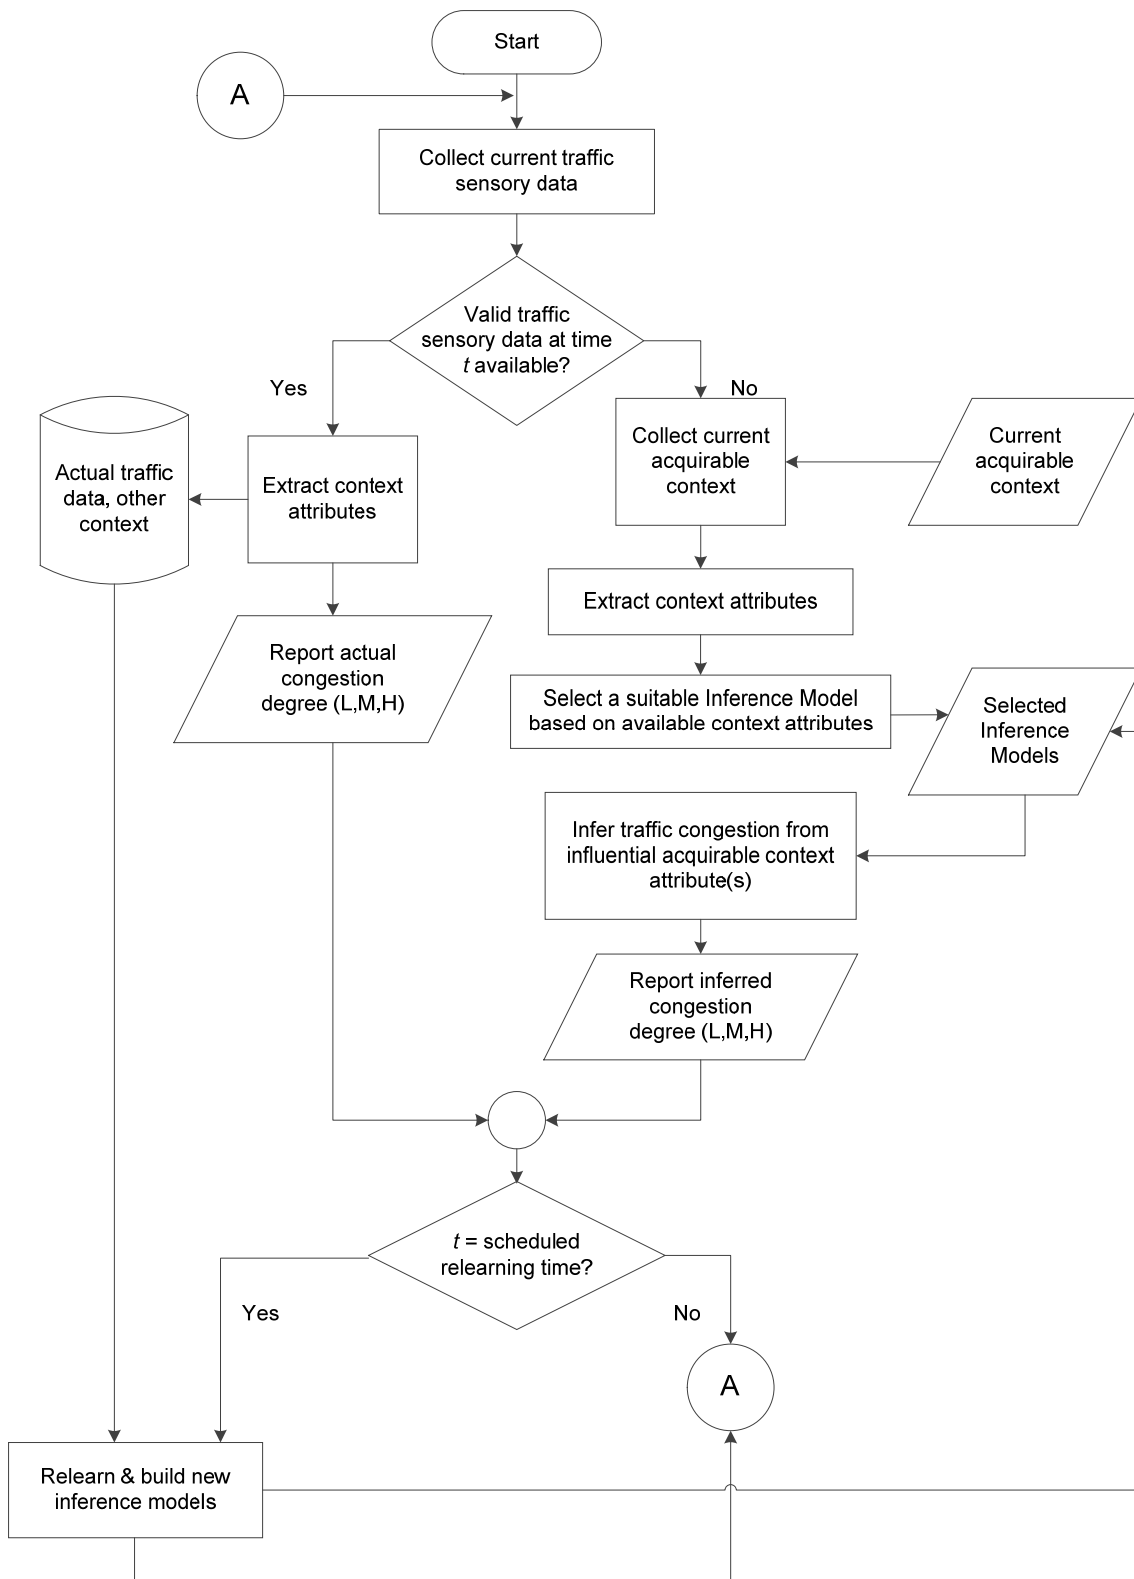 Start
A
Collect current traffic
sensory data
Valid traffic
sensory data at time
t available?
Yes
No
Actual traffic
data, other
context
Extract context
attributes
Collect current
acquirable
context
Current
acquirable
context
Extract context attributes
Report actual
congestion
degree (L,M,H)
Select a suitable Inference Model
based on available context attributes
Selected
Inference
Models
Infer traffic congestion from
influential acquirable context
attribute(s)
Report inferred
congestion
degree (L,M,H)
t = scheduled
relearning time?
Yes
No
A
Relearn & build new
inference models